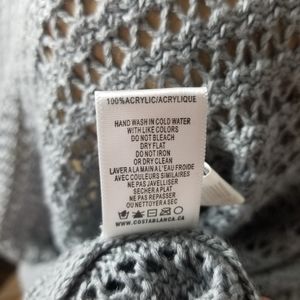 100%ACRYLIC/ACRYLIQUE
HAND WASH IN COLD WATER
WITH LIKE COLORS
DO NOT BLEACH
DRY FLAT
DO NOT IRON
OR DRY CLEAN
LAVER A LA MAIN A L'EAU FROIDE
AVEC COULEURS SIMILAIRES
NE PAS JAVELLISER
SECHER A PLAT
NE PAS REPASSER
OU NETTOYER A SEC
WWW.COSTABLANCA.CA